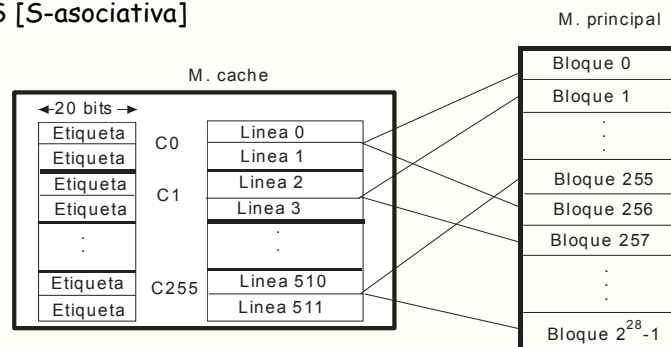 S [S-asociativa]
M. principal
M. cache
20 bits
Etiqueta
Etiqueta
Etiqueta
Etiqueta
.
.
Etiqueta
Etiqueta
C0
C1
C255
Linea 0
Linea 1
Linea 2
Linea 3
.
.
Linea 510
Linea 511
Bloque 0
Bloque 1
.
.
.
Bloque 255
Bloque 256
Bloque 257
.
.
.
Bloque 2^28-1